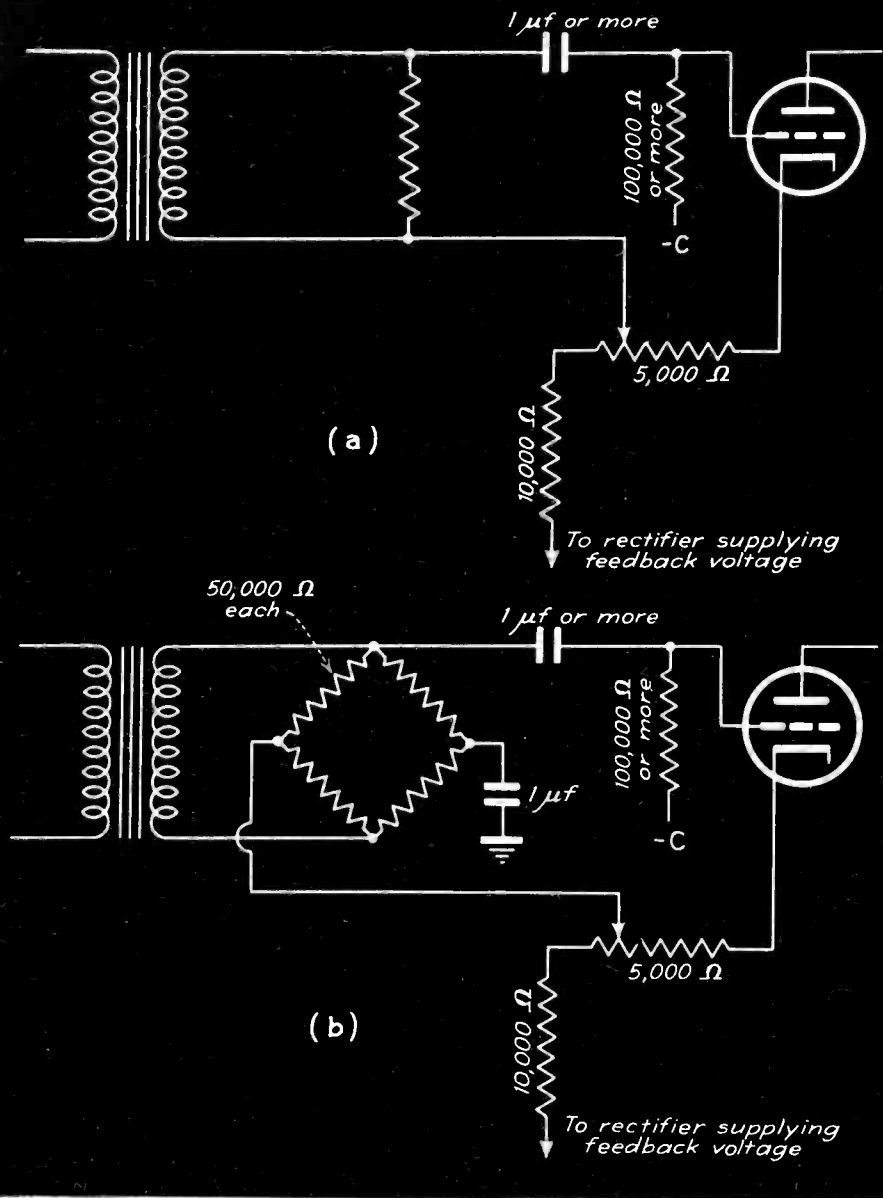 1 μf or more
100,000 Ω
or more
-C
5,000 Ω
10,000 Ω
(a)
To rectifier supplying
feedback voltage
50,000 Ω
each
1 μf or more
100,000 Ω
or more
1 μf
-C
5,000 Ω
10,000 Ω
(b)
To rectifier supplying
feedback voltage